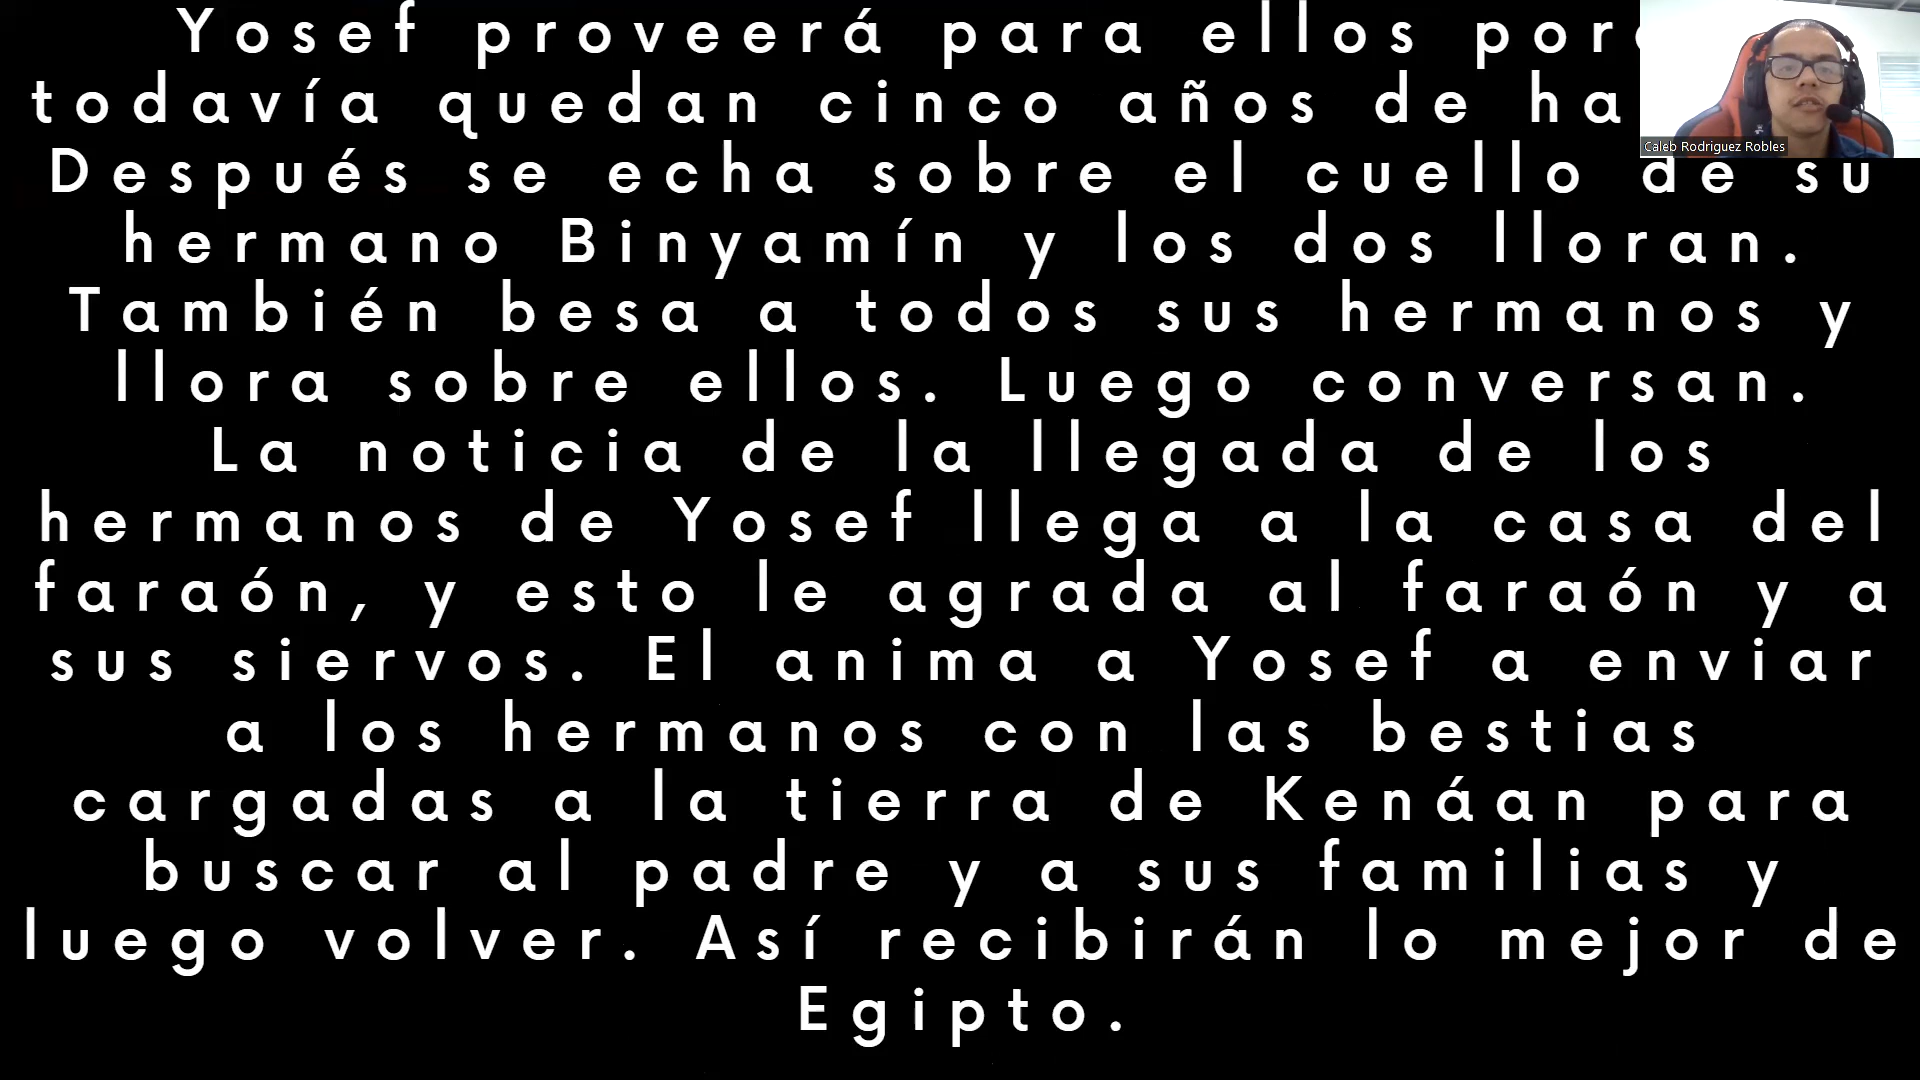 Yosef proveerá para ellos
todavía quedan cinco años de
Después se echa sobre el cuello de su
hermano Binyamín y los dos lloran.
También besa a todos sus hermanos y
llora sobre ellos. Luego conversan.
La noticia de la llegada de los
hermanos de Yosef llega a la casa del
faraón, y esto le agrada al faraón y a
sus siervos. El anima a Yosef a enviar
a los hermanos con las bestias
cargadas a la tierra de Kenáan para
buscar al padre y a sus familias y
luego volver. Así recibirán lo mejor de
Egipto.
Caleb Rodriguez Robles